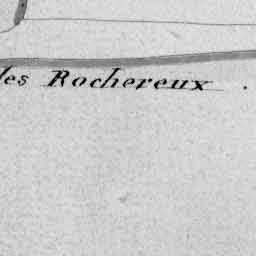 les Rochereux .